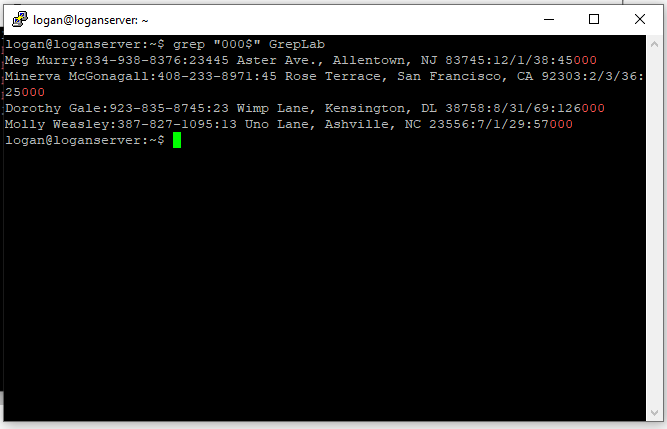 logan@loganserver: ~
logan@loganserver:~$ grep "000$" GrepLab
Meg Murry:834-938-8376:23445 Aster Ave., Allentown, NJ 83745:12/1/38:45000
Minerva McGonagall:408-233-8971:45 Rose Terrace, San Francisco, CA 92303:2/3/36:
25000
Dorothy Gale:923-835-8745:23 Wimp Lane, Kensington, DL 38758:8/31/69:126000
Molly Weasley:387-827-1095:13 Uno Lane, Ashville, NC 23556:7/1/29:57000
logan@loganserver:~$